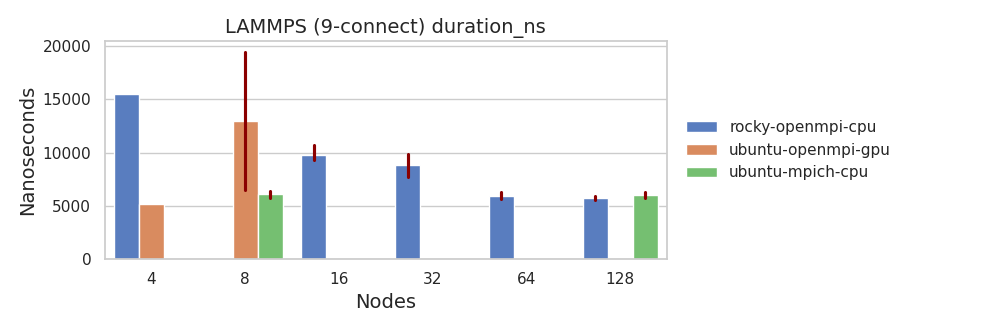 LAMMPS (9-connect) duration_ns
20000
15000
10000
5000
0
Nanoseconds
4
8
16
32
64
128
Nodes
rocky-openmpi-cpu
ubuntu-openmpi-gpu
ubuntu-mpich-cpu